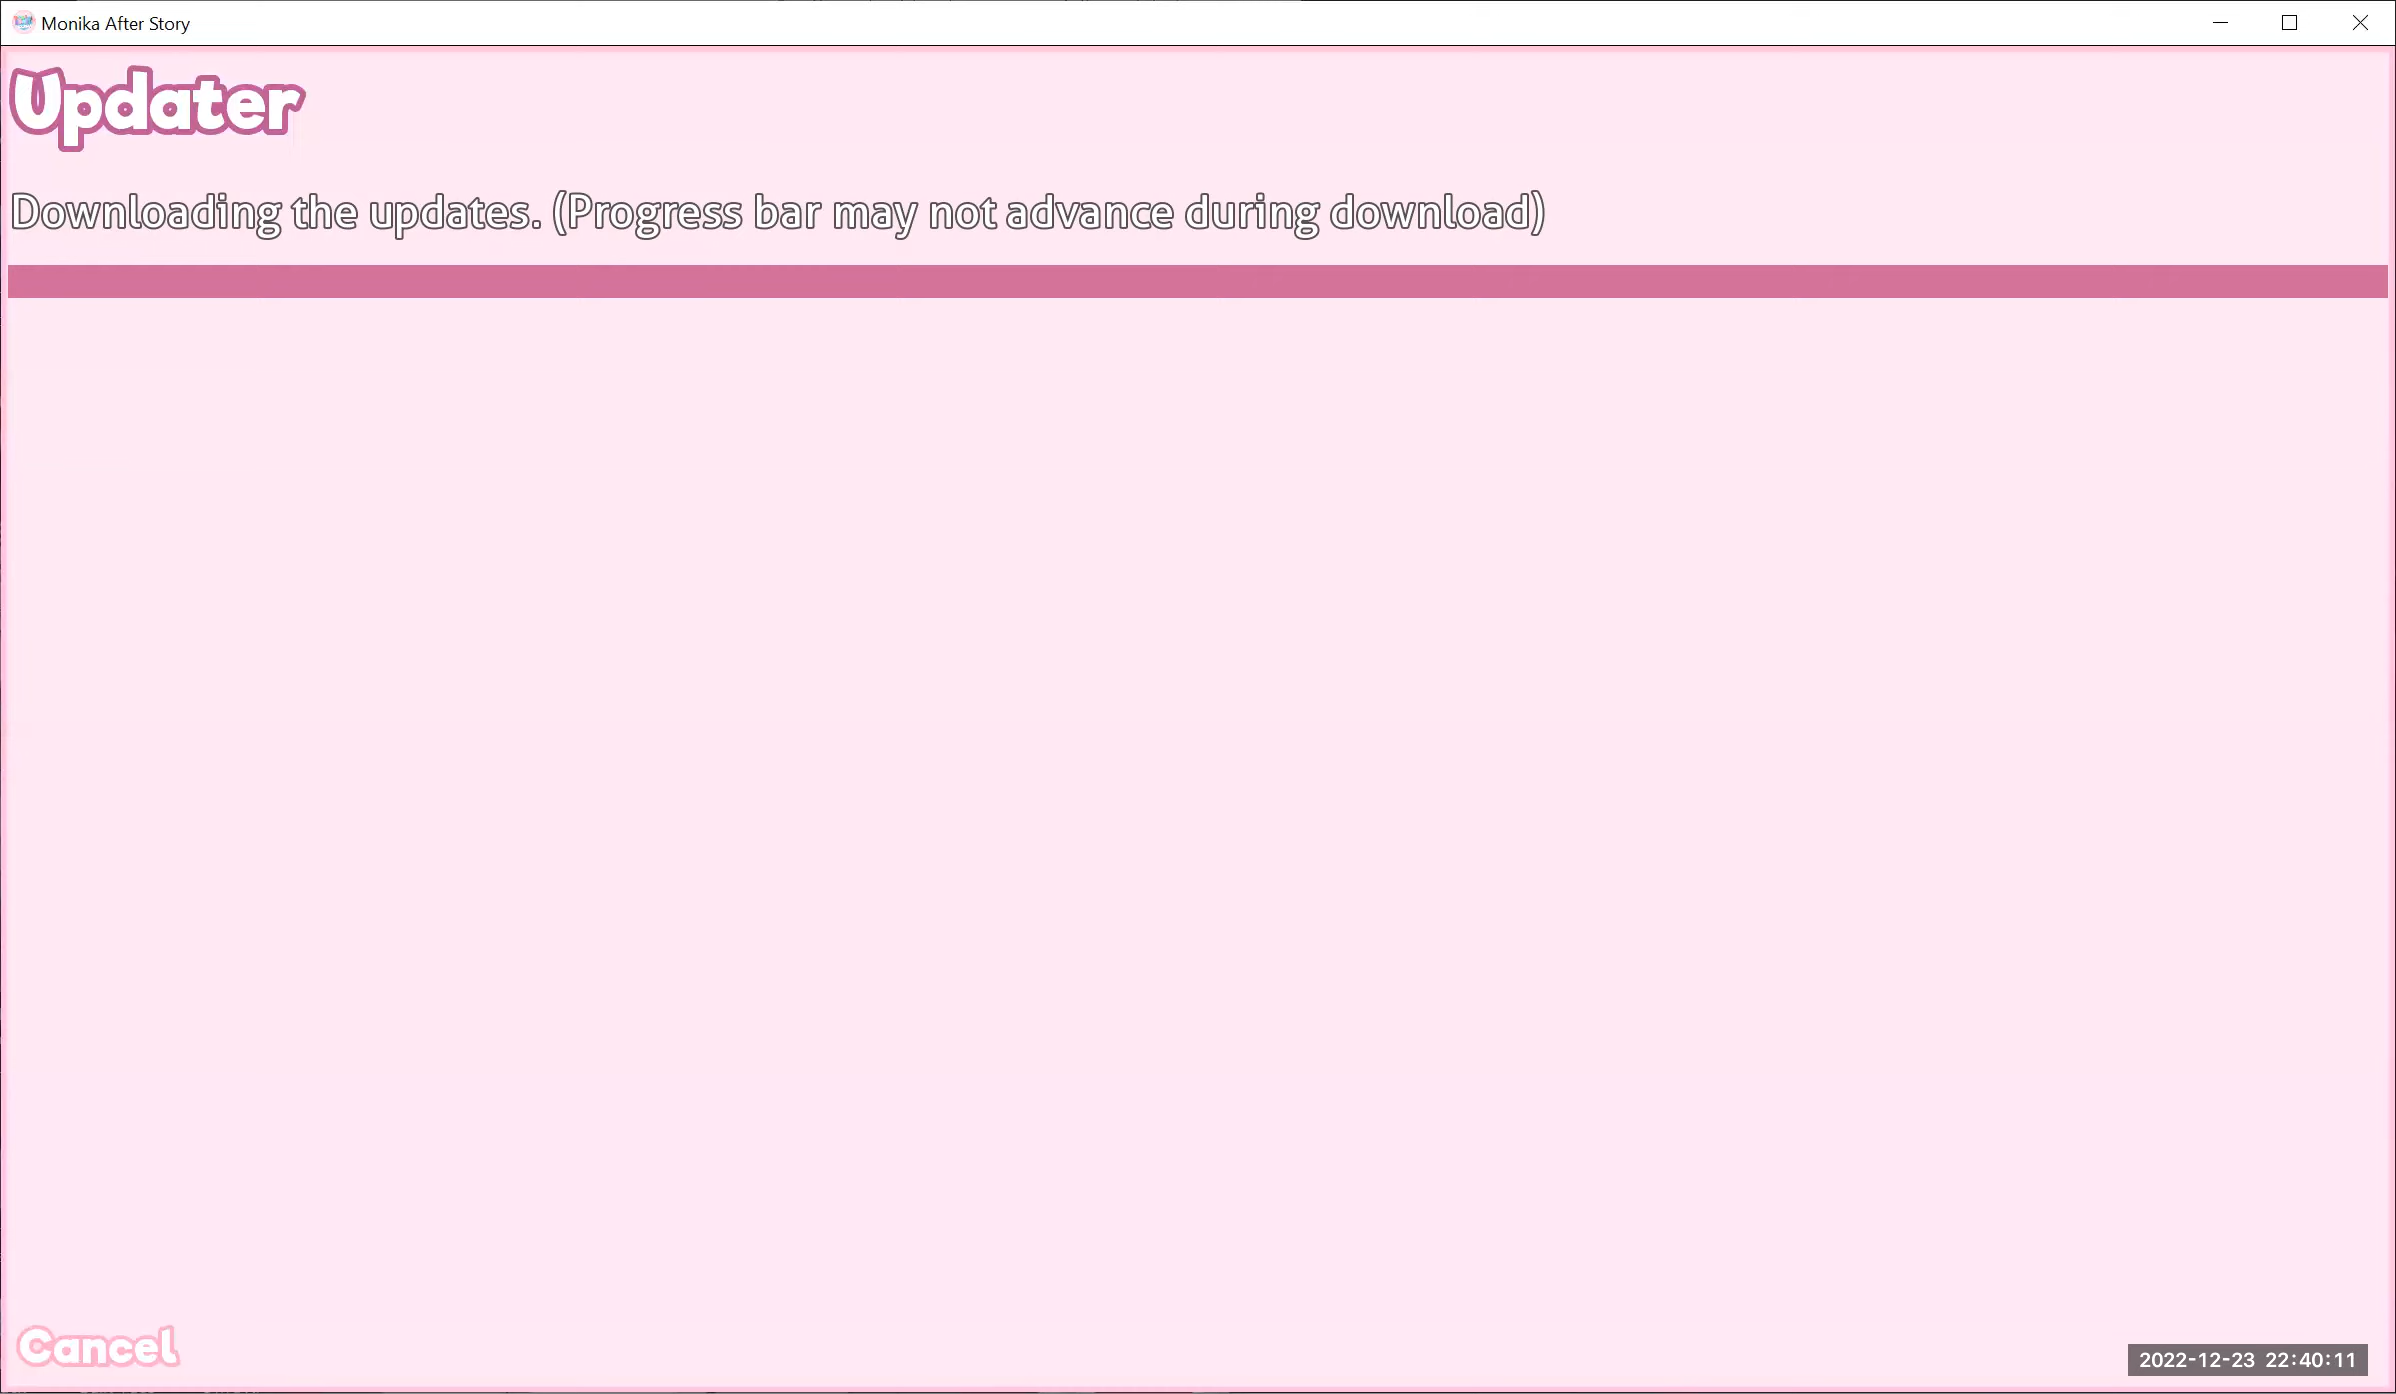 Monika After Story
Updater
Downloading the updates. (Progress bar may not advance during download)
Cancel
2022-12-23 22:40:11